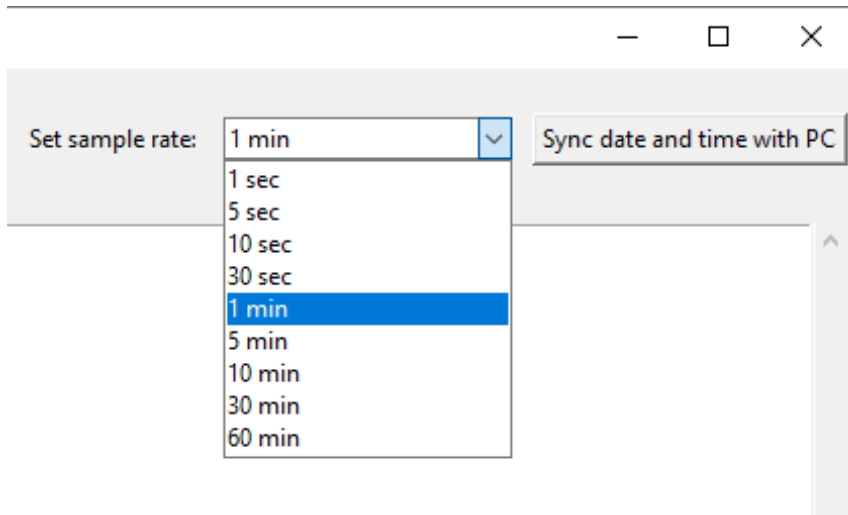 Set sample rate: 1 min Sync date and time with PC
1 sec
5 sec
10 sec
30 sec
1 min
5 min
10 min
30 min
60 min